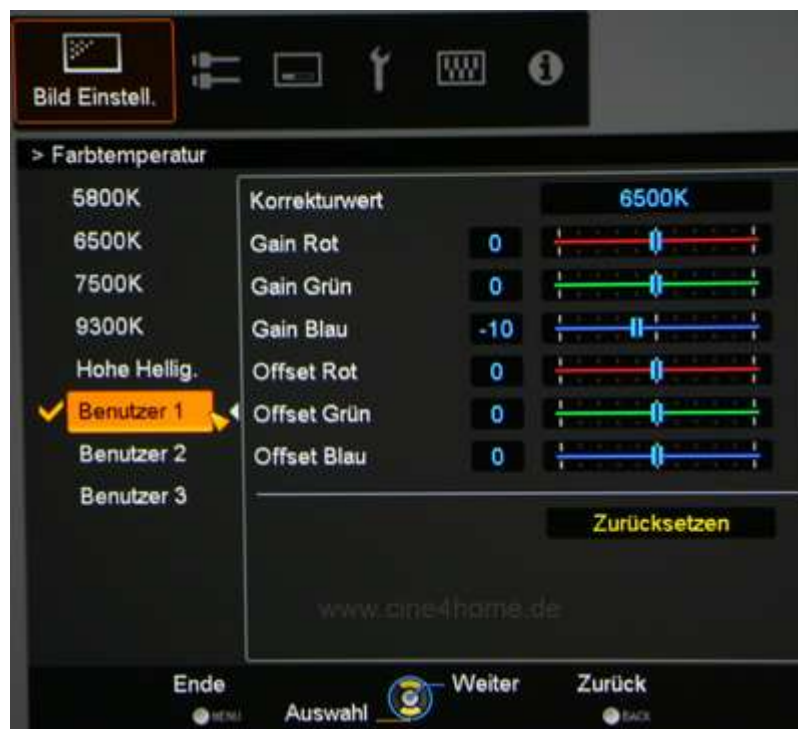 Bild Einstell.
> Farbtemperatur
5800K
6500K
7500K
9300K
Hohe Hellig.
Benutzer 1
Benutzer 2
Benutzer 3
Korrekturwert 6500K
Gain Rot 0
Gain Grün 0
Gain Blau -10
Offset Rot 0
Offset Grün 0
Offset Blau 0
Zurücksetzen
www.cine4home.de
Ende Weiter Zurück
MENU Auswahl BACK